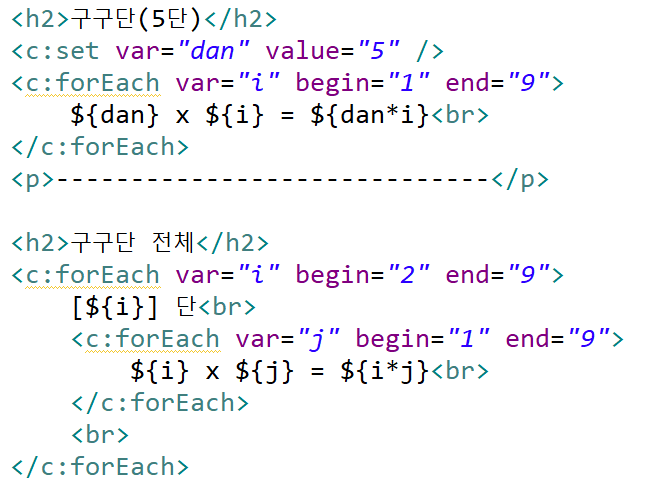 <h2>구구단(5단)</h2>
<c:set var="dan" value="5" />
<c:forEach var="i" begin="1" end="9">
    ${dan} x ${i} = ${dan*i}<br>
</c:forEach>
<p>-----------------------------</p>

<h2>구구단 전체</h2>
<c:forEach var="i" begin="2" end="9">
    [${i}] 단<br>
    <c:forEach var="j" begin="1" end="9">
        ${i} x ${j} = ${i*j}<br>
    </c:forEach>
    <br>
</c:forEach>